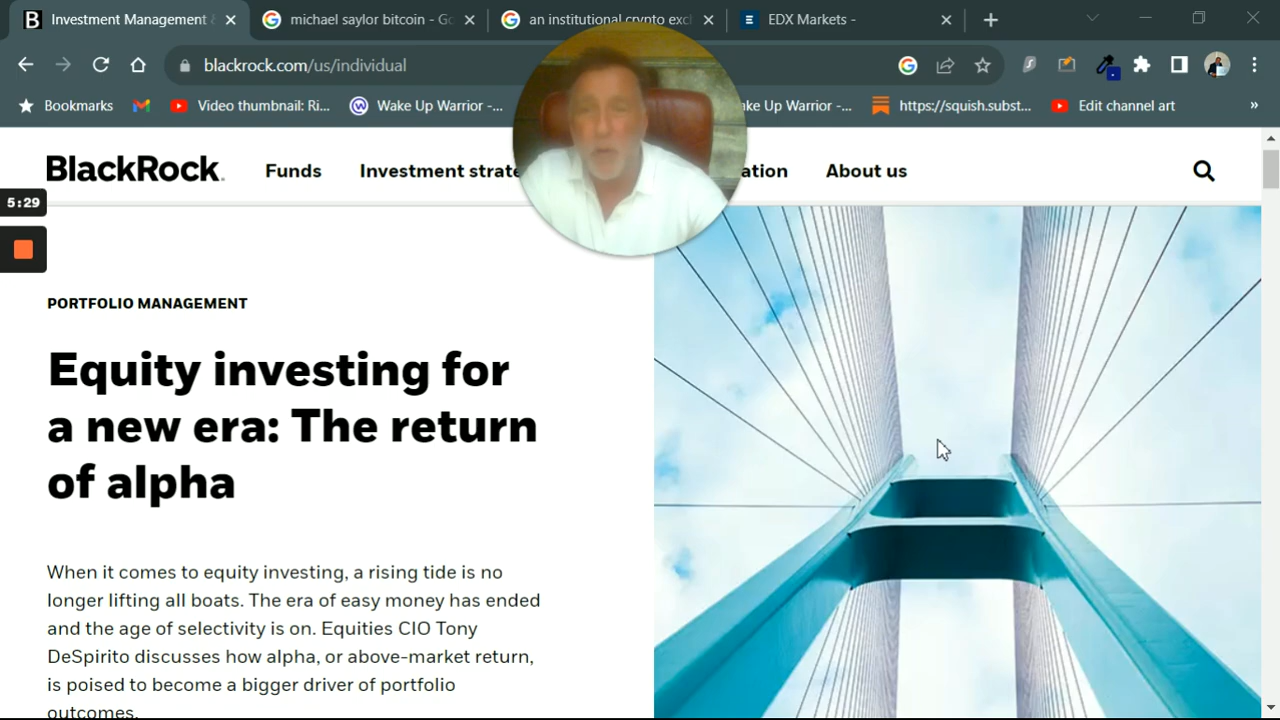 Investment Management &
michael saylor bitcoin - Go
an institutional crypto exc
EDX Markets -
blackrock.com/us/individual
Bookmarks
Video thumbnail: Ri...
Wake Up Warrior -...
ke Up Warrior -...
https://squish.subst...
Edit channel art
»
BlackRock.
Funds
Investment strate
ation
About us
5:29
PORTFOLIO MANAGEMENT
Equity investing for
a new era: The return
of alpha
When it comes to equity investing, a rising tide is no
longer lifting all boats. The era of easy money has ended
and the age of selectivity is on. Equities CIO Tony
DeSpirito discusses how alpha, or above-market return,
is poised to become a bigger driver of portfolio
outcomes.